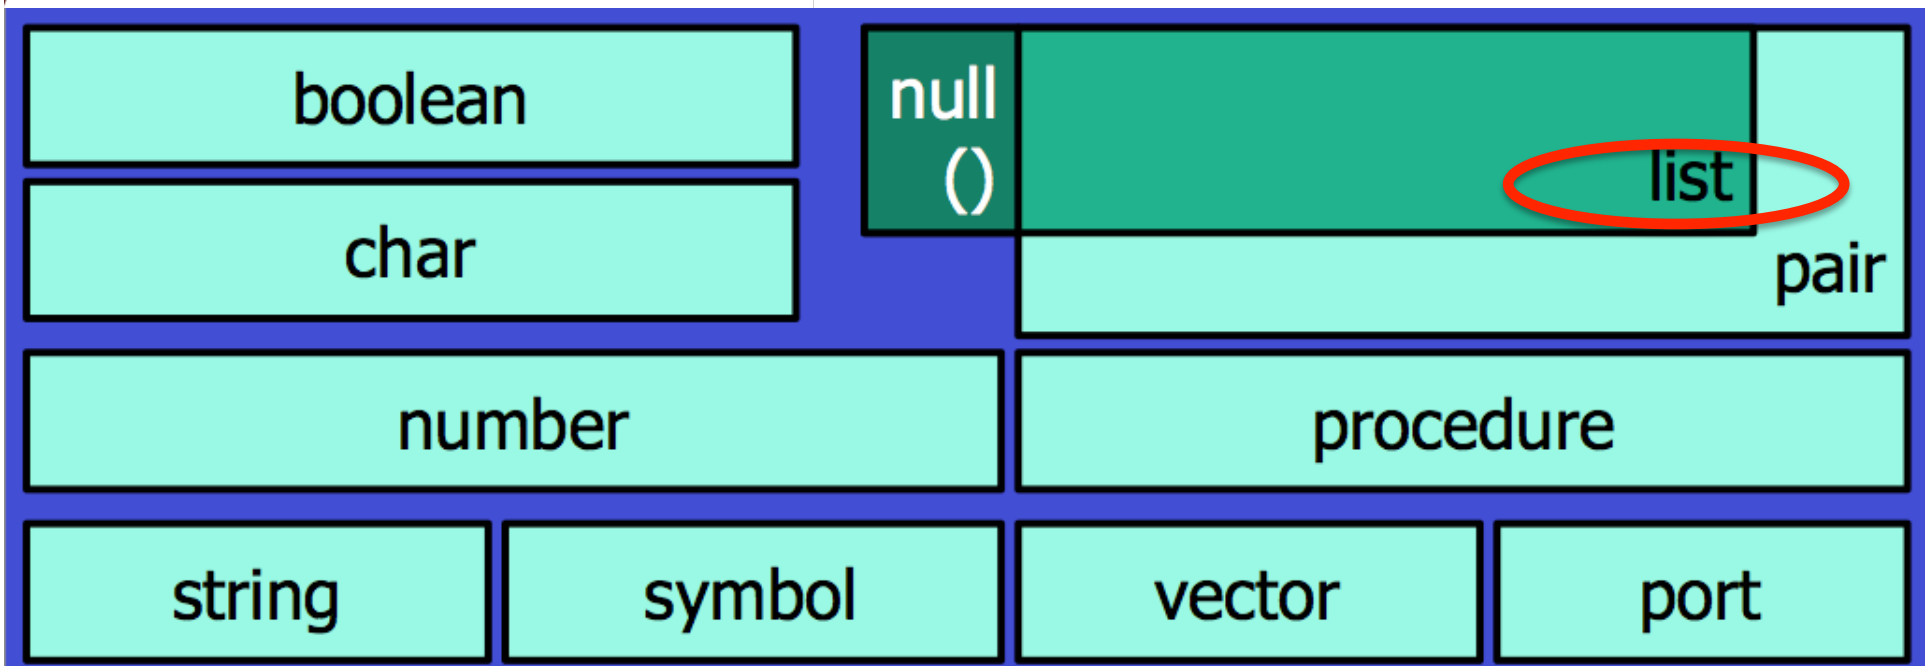 boolean
null
()
list
char
pair
number
procedure
string
symbol
vector
port